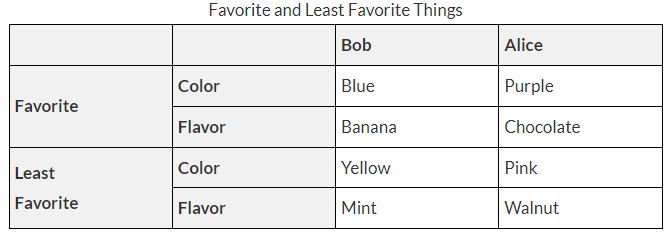 Favorite and Least Favorite Things
Bob Alice
Favorite Color Blue Purple
Flavor Banana Chocolate
Least Favorite Color Yellow Pink
Flavor Mint Walnut